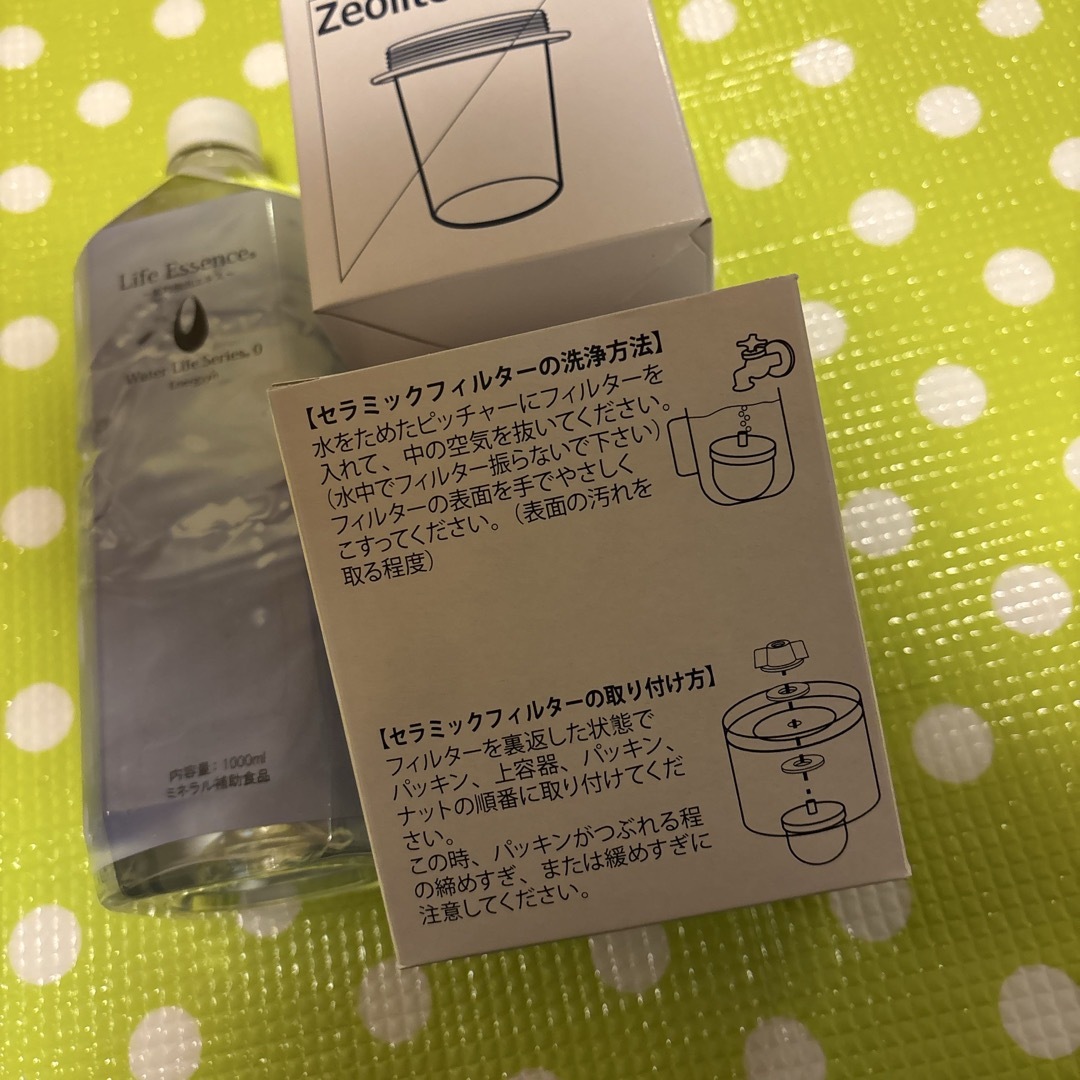 Zeolite
Life Essence®
Water Life Series® 0
内容量：1000ml
ミネラル補助食品
【セラミックフィルターの洗浄方法】
水をためたピッチャーにフィルターを
入れて、中の空気を抜いてください。
（水中でフィルター振らないで下さい）
フィルターの表面を手でやさしく
こすってください。（表面の汚れを
取る程度）
【セラミックフィルターの取り付け方】
フィルターを裏返した状態で
パッキン、上容器、パッキン、
ナットの順番に取り付けてくだ
さい。
この時、パッキンがつぶれる程
の締めすぎ、または緩めすぎに
注意してください。